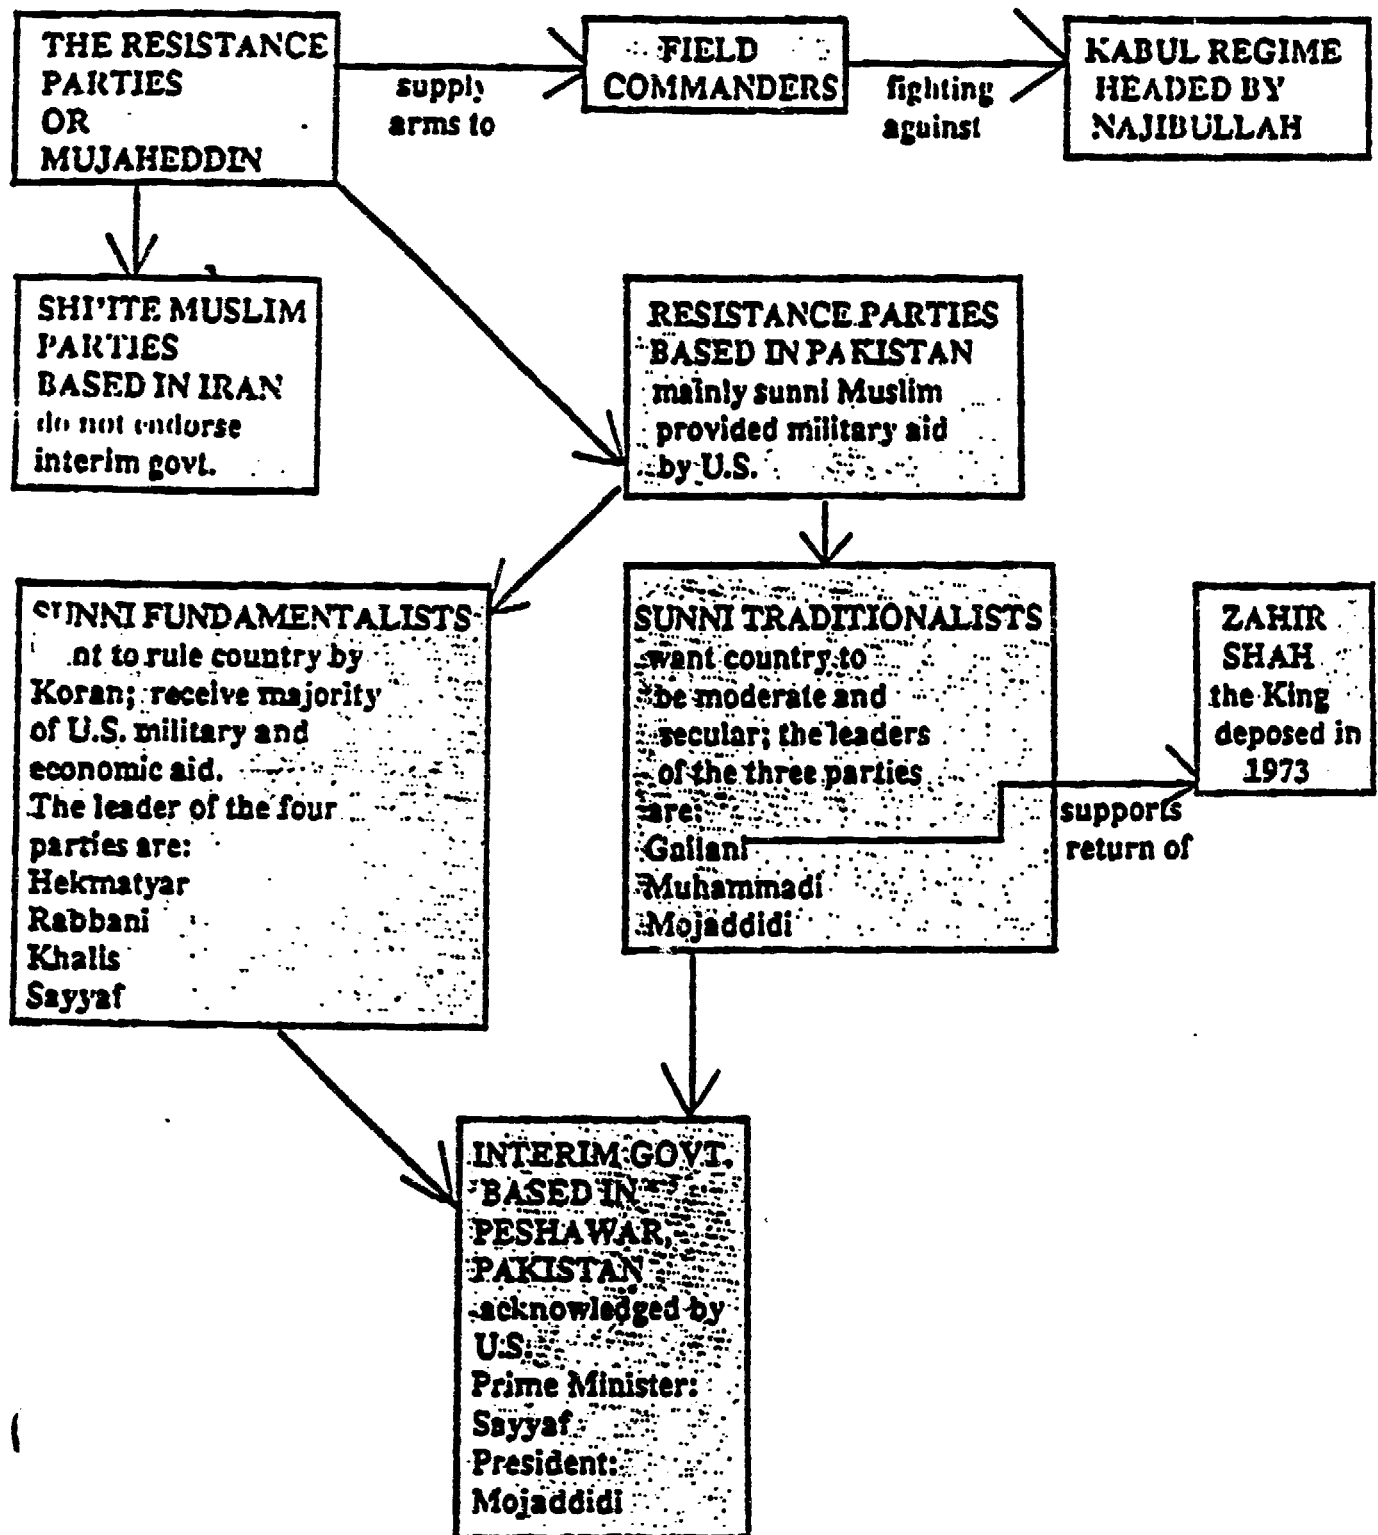 THE RESISTANCE
PARTIES
OR
MUJAHEDDIN
supply
arms to
FIELD
COMMANDERS
fighting
against
KABUL REGIME
HEADED BY
NAJIBULLAH
SHI'ITE MUSLIM
PARTIES
BASED IN IRAN
do not endorse
interim govt.
RESISTANCE PARTIES
BASED IN PAKISTAN
mainly sunni Muslim
provided military aid
by U.S.
SUNNI FUNDAMENTALISTS
to rule country by
Koran; receive majority
of U.S. military and
economic aid.
The leader of the four
parties are:
Hekmatyar
Rabbani
Khalis
Sayyaf
SUNNI TRADITIONALISTS
want country to
be moderate and
secular; the leaders
of the three parties
are:
Gailani
Muhammadi
Mojaddidi
supports
return of
ZAHIR
SHAH
the King
deposed in
1973
INTERIM GOVT.
BASED IN
PESHAWAR,
PAKISTAN
acknowledged by
U.S.
Prime Minister:
Sayyaf
President:
Mojaddidi